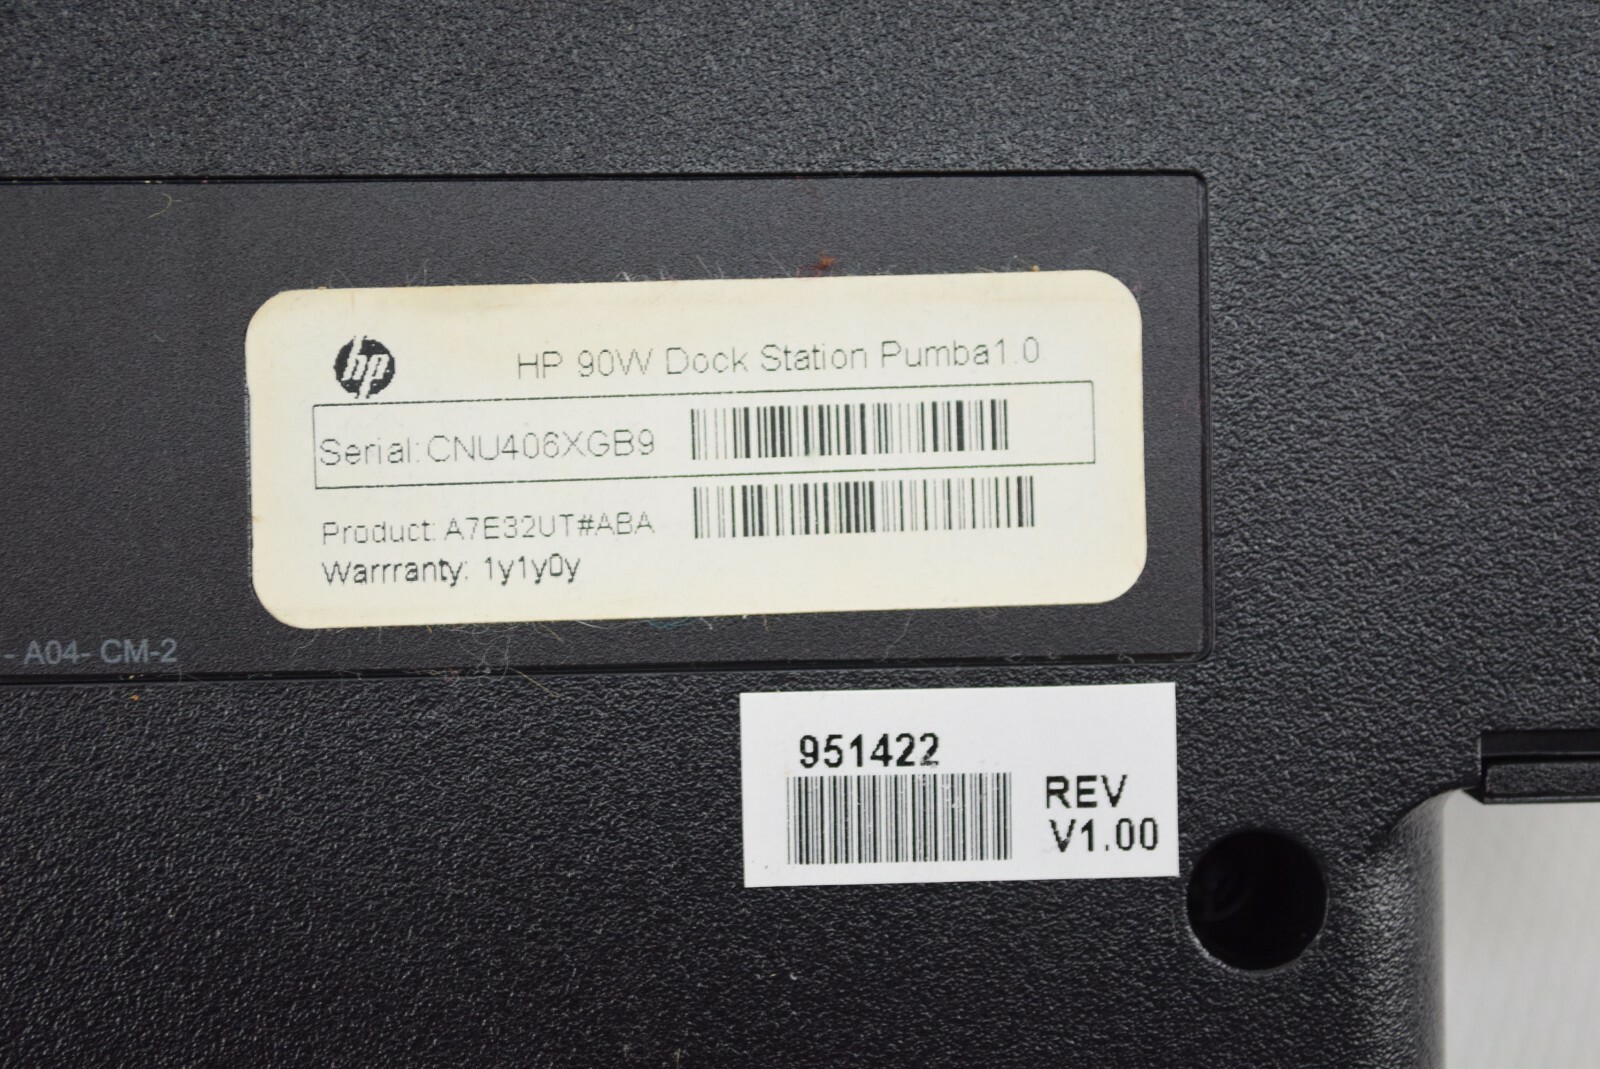 hp
HP 90W Dock Station Pumba1.0
Serial: CNU406XGB9
Product: A7E32UT#ABA
Warrranty: 1y1y0y
- A04- CM-2
951422
REV
V1.00